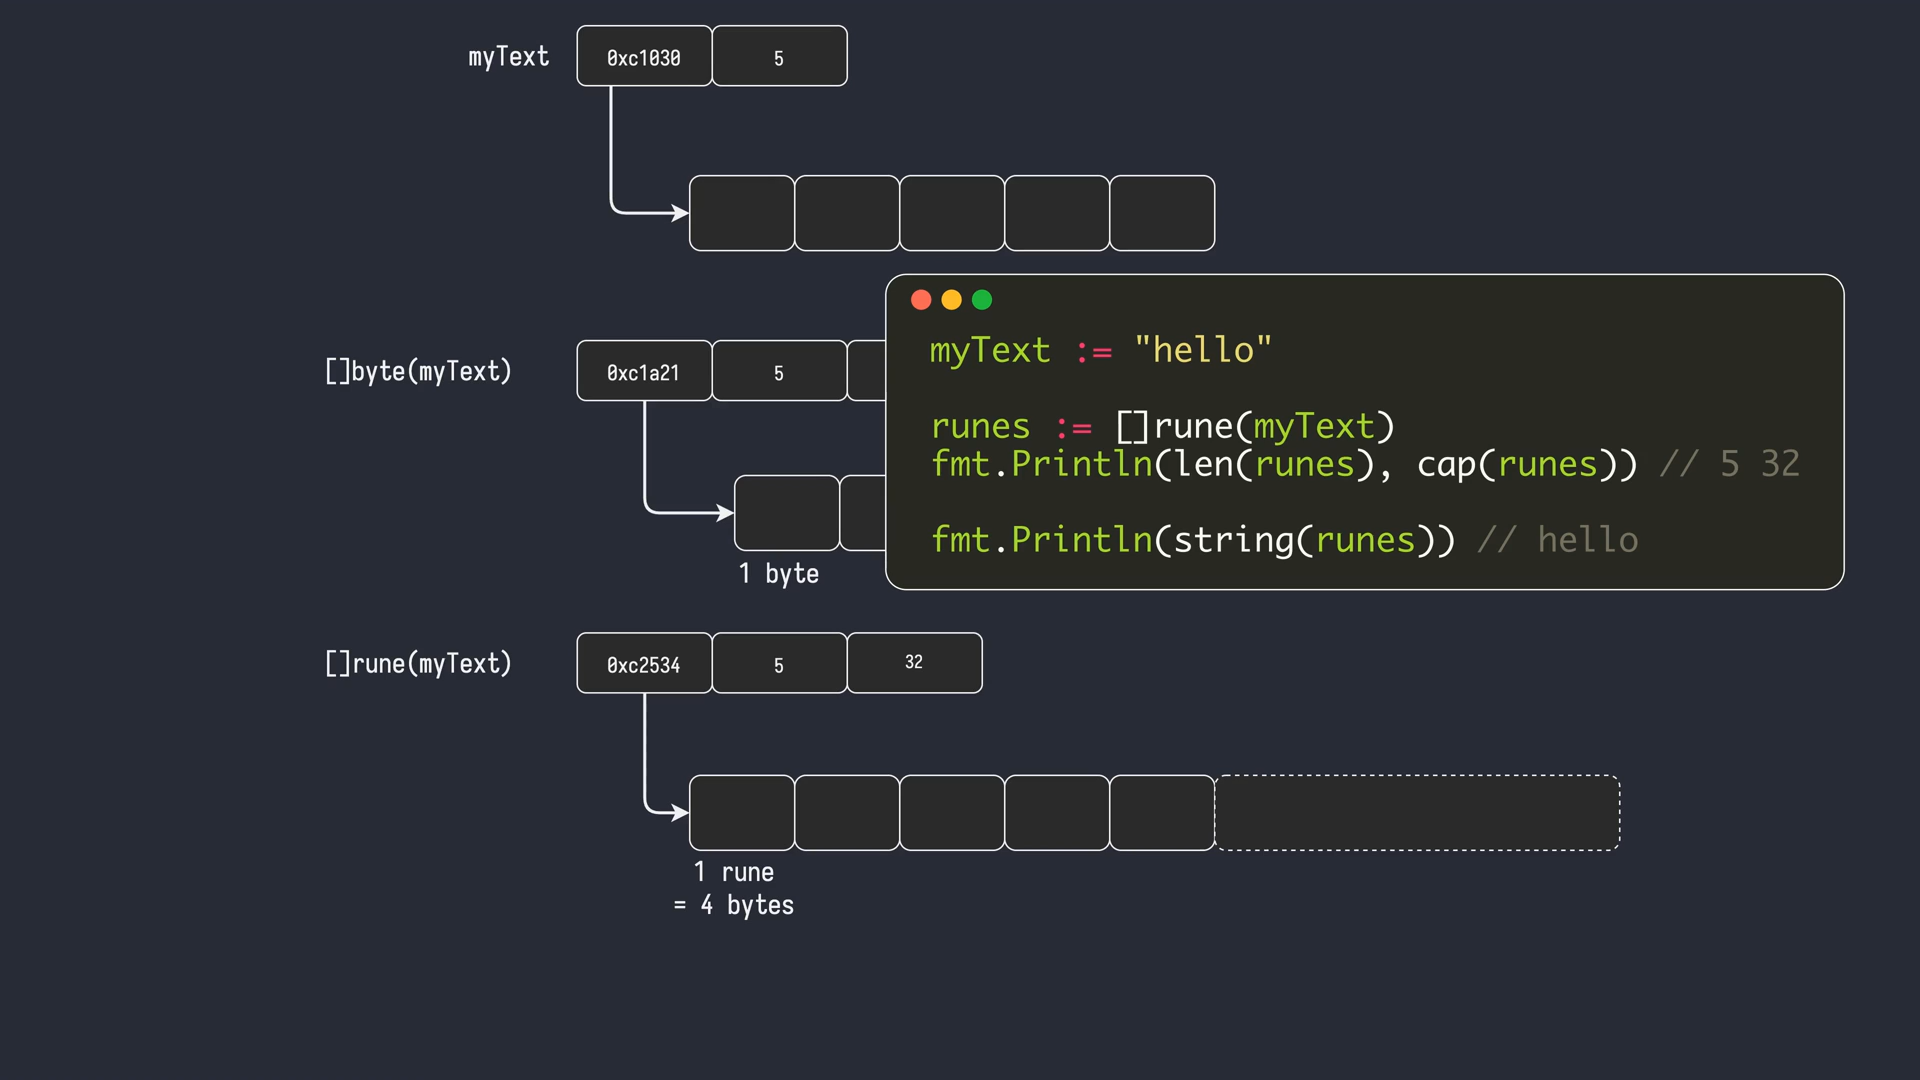 myText 0xc1030 5
[]byte(myText) 0xc1a21 5
1 byte
myText := "hello"
runes := []rune(myText)
fmt.Println(len(runes), cap(runes)) // 5 32
fmt.Println(string(runes)) // hello
[]rune(myText) 0xc2534 5 32
1 rune
= 4 bytes